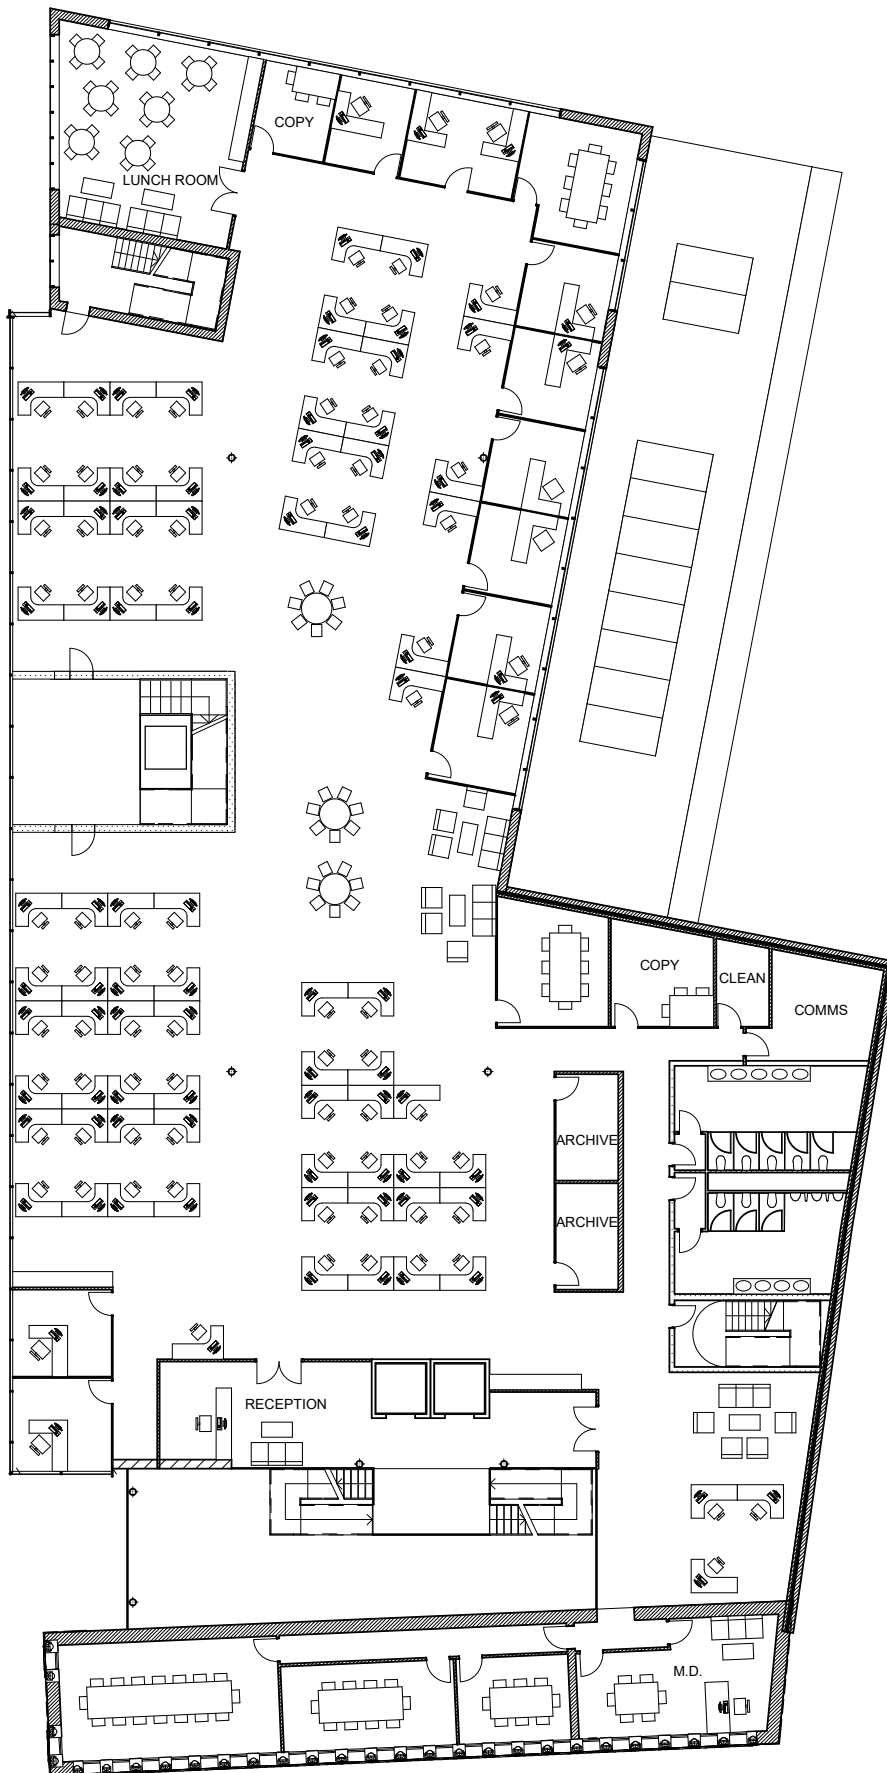 COPY
LUNCH ROOM
COPY
CLEAN
COMMS
ARCHIVE
ARCHIVE
RECEPTION
M.D.